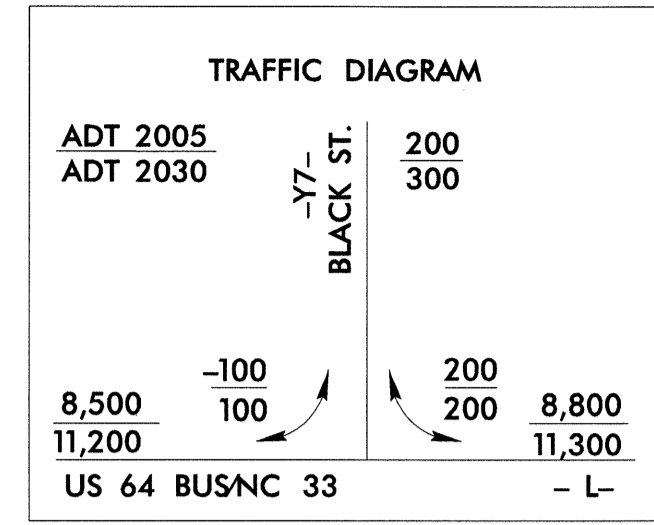 TRAFFIC DIAGRAM
ADT 2005
ADT 2030
-Y7-
BLACK ST.
200
300
-100
100
200
200
8,500
11,200
8,800
11,300
US 64 BUS/NC 33
- L-